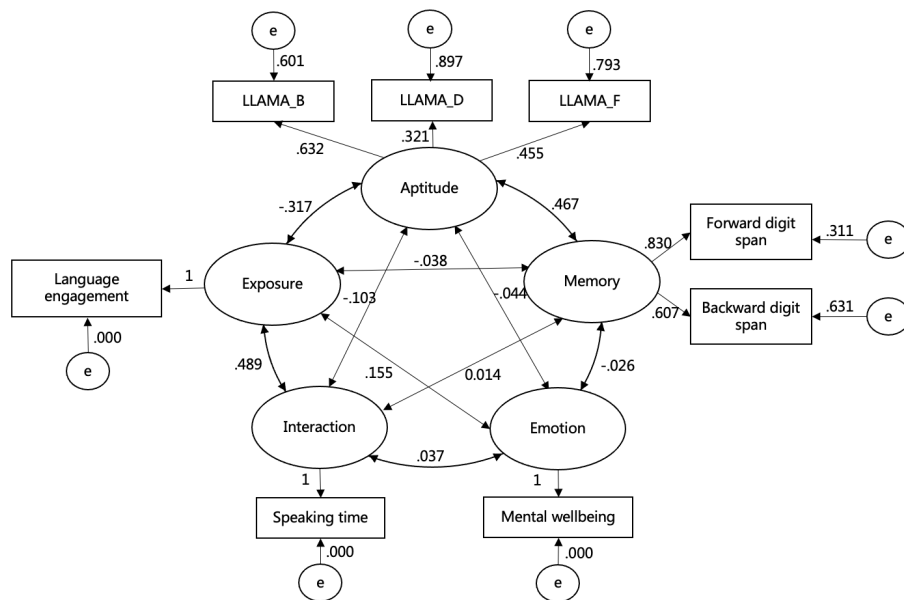 e
e
e
.601
.897
.793
LLAMA_B
LLAMA_D
LLAMA_F
.632
.321
.455
Aptitude
-.317
.467
Forward digit
span
.311
e
.830
Language
engagement
1
Exposure
-.038
Memory
-.103
-.044
.607
Backward digit
span
.631
e
.000
e
.489
.155
0.014
-.026
Interaction
Emotion
.037
1
1
Speaking time
Mental wellbeing
.000
.000
e
e